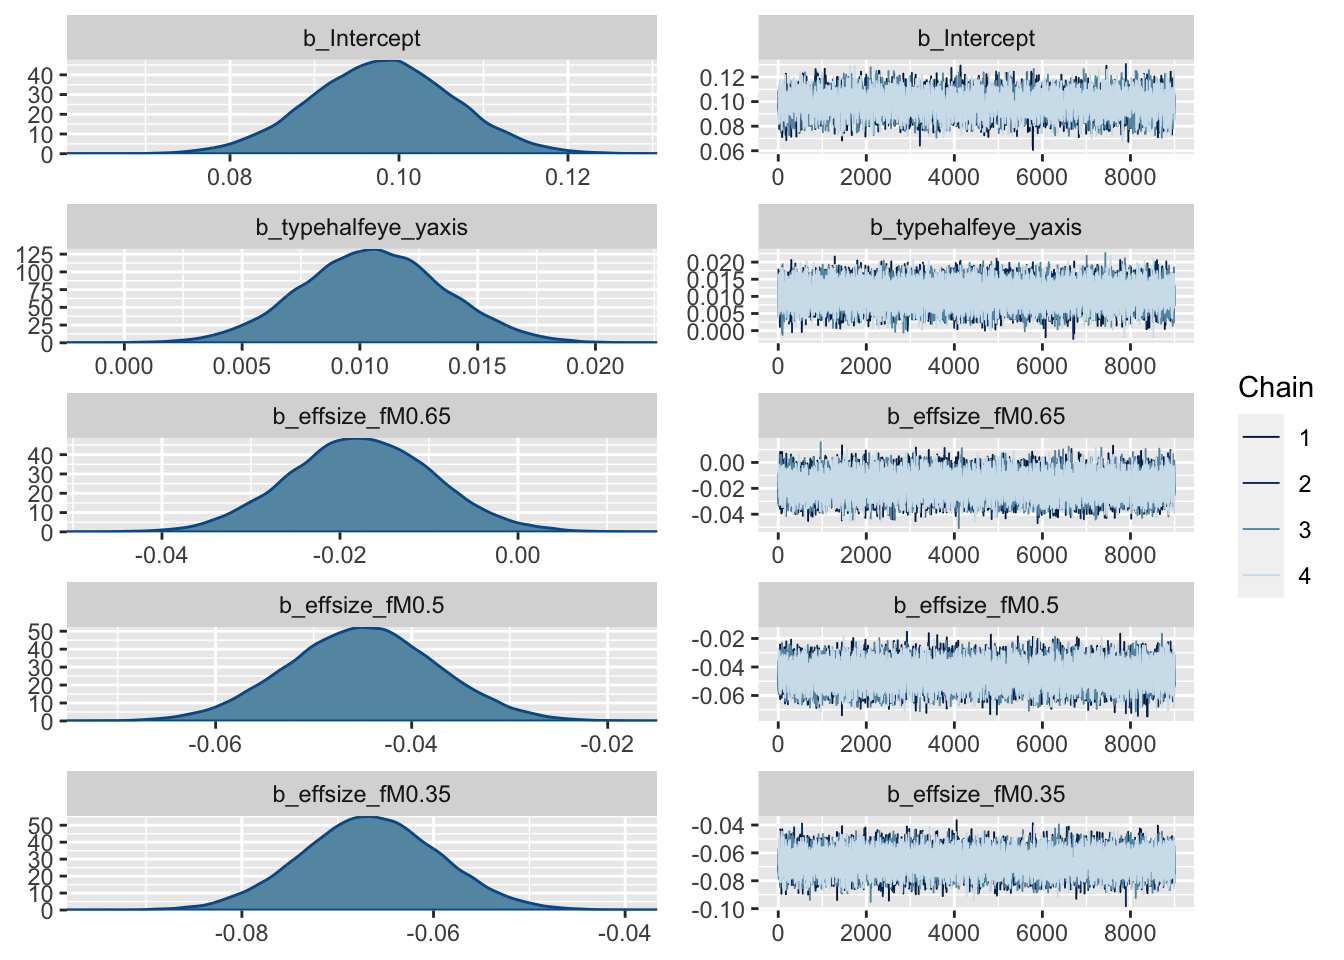 b_Intercept
40
30
20
10
0
0.08 0.10 0.12
b_Intercept
0.12
0.10
0.08
0.06
0 2000 4000 6000 8000
b_typehalfeye_yaxis
125
100
75
50
25
0
0.000 0.005 0.010 0.015 0.020
b_typehalfeye_yaxis
0.020
0.015
0.010
0.005
0.000
0 2000 4000 6000 8000
b_effsize_fM0.65
40
30
20
10
0
-0.04 -0.02 0.00
b_effsize_fM0.65
0.00
-0.02
-0.04
0 2000 4000 6000 8000
b_effsize_fM0.5
50
40
30
20
10
0
-0.06 -0.04 -0.02
b_effsize_fM0.5
-0.02
-0.04
-0.06
0 2000 4000 6000 8000
b_effsize_fM0.35
50
40
30
20
10
0
-0.08 -0.06 -0.04
b_effsize_fM0.35
-0.04
-0.06
-0.08
-0.10
0 2000 4000 6000 8000
Chain
1
2
3
4